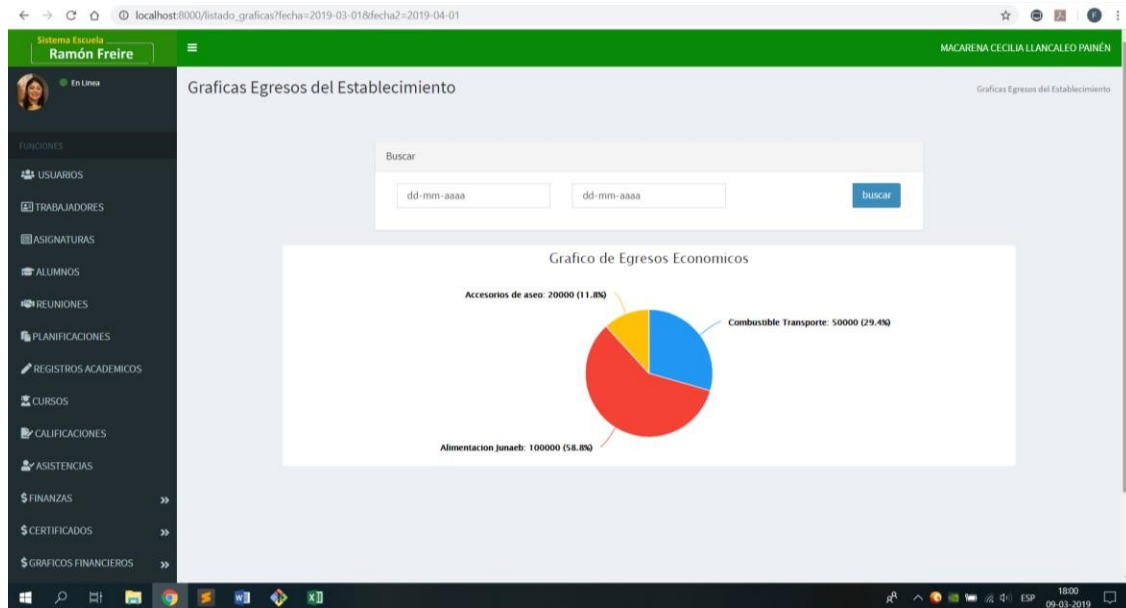 localhost:8000/listado_graficas?fecha=2019-03-01&fecha2=2019-04-01
Sistema Escuela
Ramón Freire
MACARENA CECILIA LLANCALEO PAINÉN
En Linea
Graficas Egresos del Establecimiento
Graficas Egresos del Establecimiento
FUNCIONES
USUARIOS
TRABAJADORES
ASIGNATURAS
ALUMNOS
REUNIONES
PLANIFICACIONES
REGISTROS ACADEMICOS
CURSOS
CALIFICACIONES
ASISTENCIAS
$ FINANZAS
$ CERTIFICADOS
$ GRAFICOS FINANCIEROS
Buscar
dd-mm-aaaa
dd-mm-aaaa
buscar
Grafico de Egresos Economicos
Accesorios de aseo: 20000 (11.8%)
Combustible Transporte: 50000 (29.4%)
Alimentacion Junaeb: 100000 (58.8%)
ESP
18:00
09-03-2019